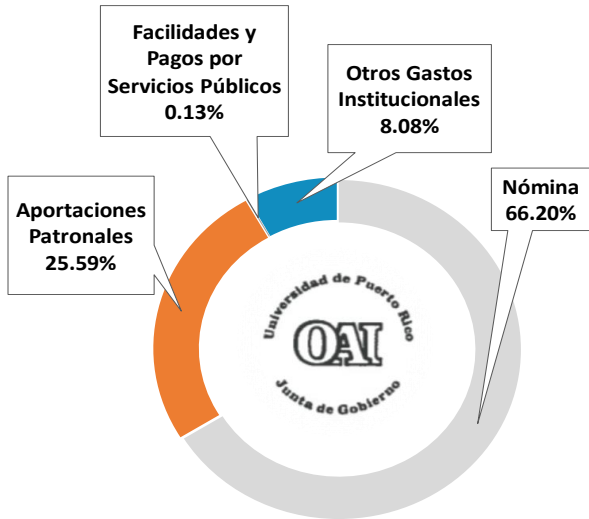 Facilidades y
Pagos por
Servicios Públicos
0.13%
Otros Gastos
Institucionales
8.08%
Nómina
66.20%
Aportaciones
Patronales
25.59%
Universidad de Puerto Rico
OAI
Junta de Gobierno